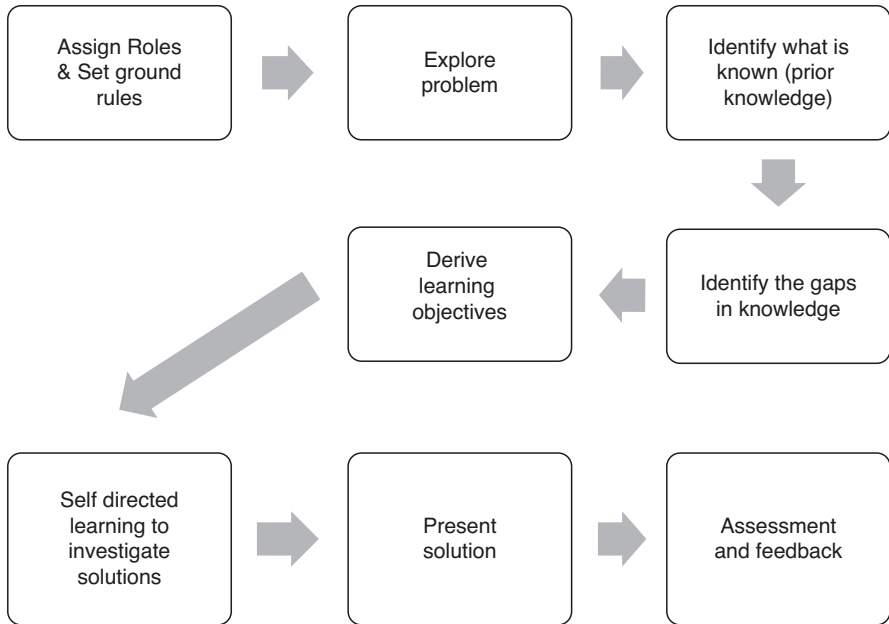 Assign Roles
& Set ground
rules
Explore
problem
Identify what is
known (prior
knowledge)
Identify the gaps
in knowledge
Derive
learning
objectives
Self directed
learning to
investigate
solutions
Present
solution
Assessment
and feedback